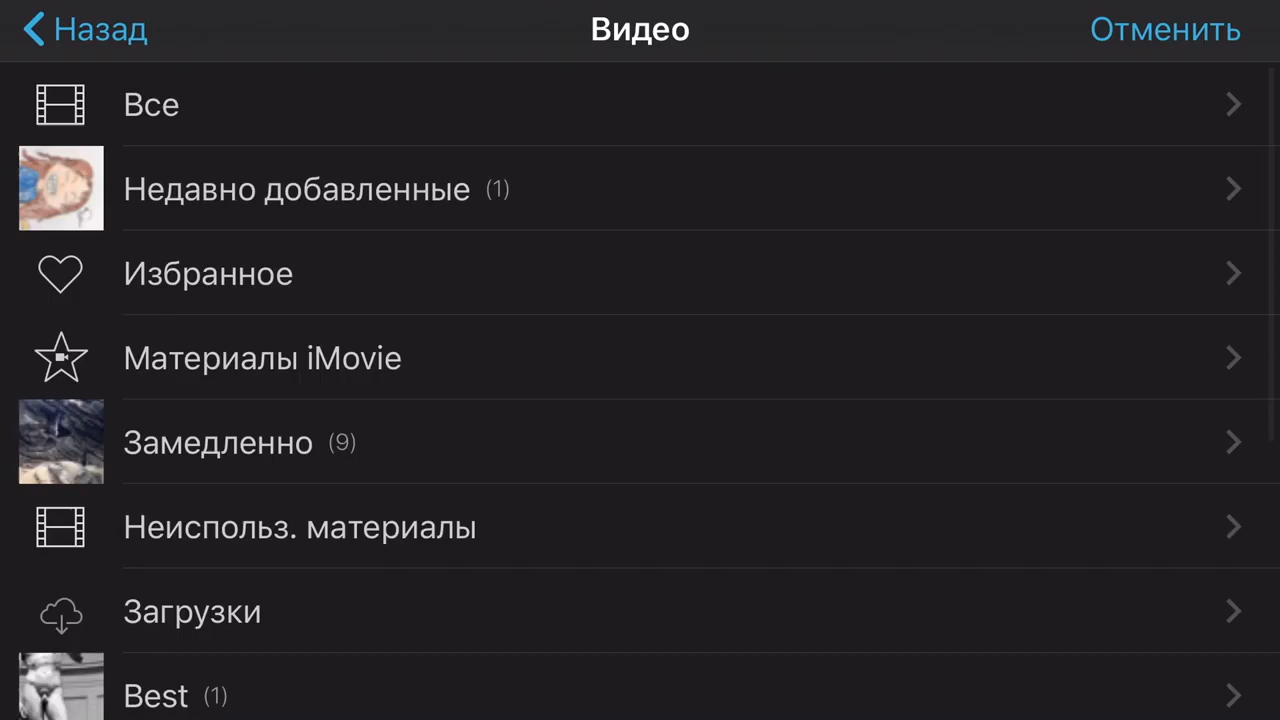 Назад
Видео
Отменить
Все
Недавно добавленные (1)
Избранное
Материалы iMovie
Замедленно (9)
Неиспольз. материалы
Загрузки
Best (1)